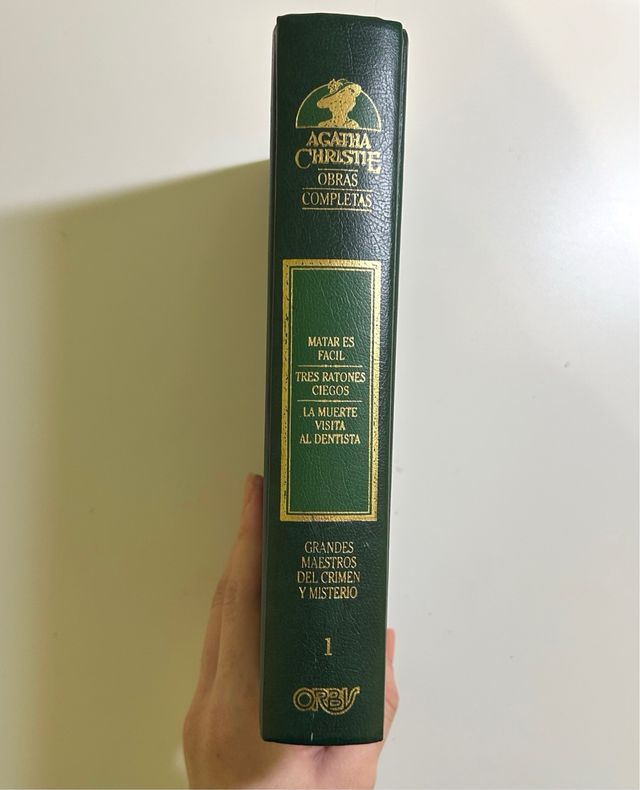 AGATHA
CHRISTIE
OBRAS
COMPLETAS
MATAR ES
FACIL
TRES RATONES
CIEGOS
LA MUERTE
VISITA
AL DENTISTA
GRANDES
MAESTROS
DEL CRIMEN
Y MISTERIO
1
ORBIS